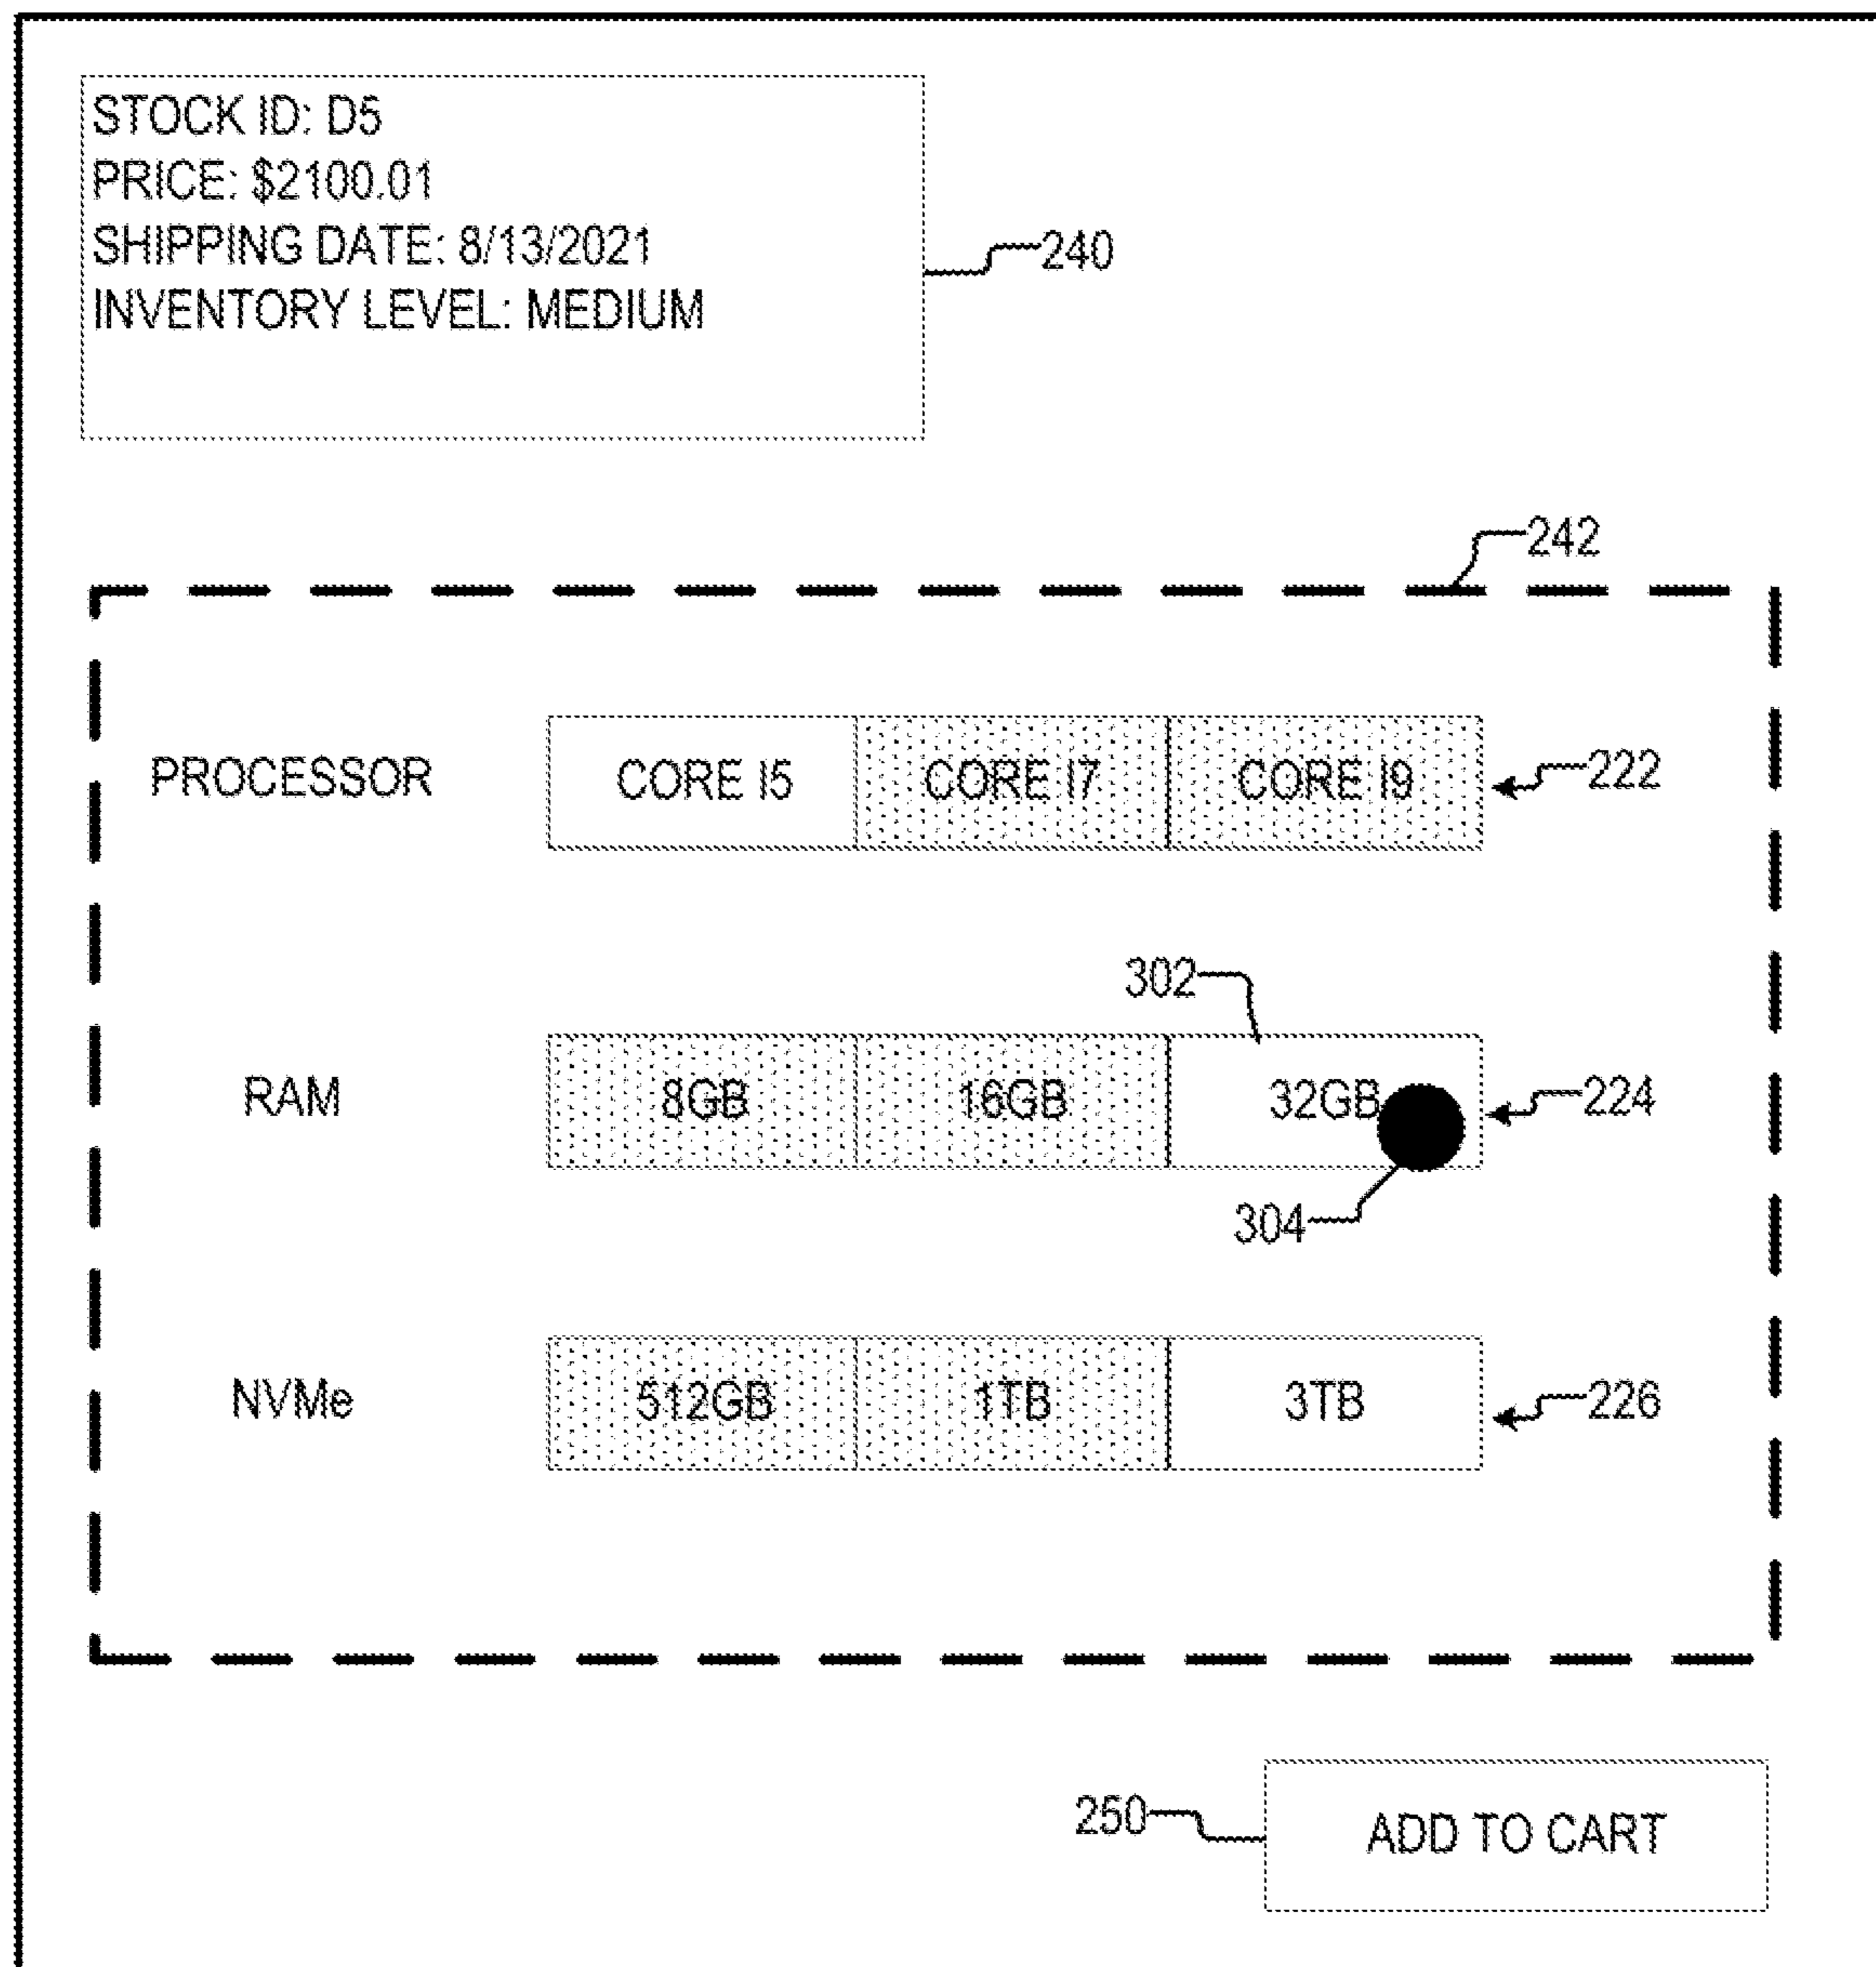 STOCK ID: D5
PRICE: $2100.01
SHIPPING DATE: 8/13/2021
INVENTORY LEVEL: MEDIUM
240
242
PROCESSOR CORE I5 CORE I7 CORE I9 222
302
RAM 8GB 16GB 32GB 224
304
NVMe 512GB 1TB 3TB 226
250 ADD TO CART